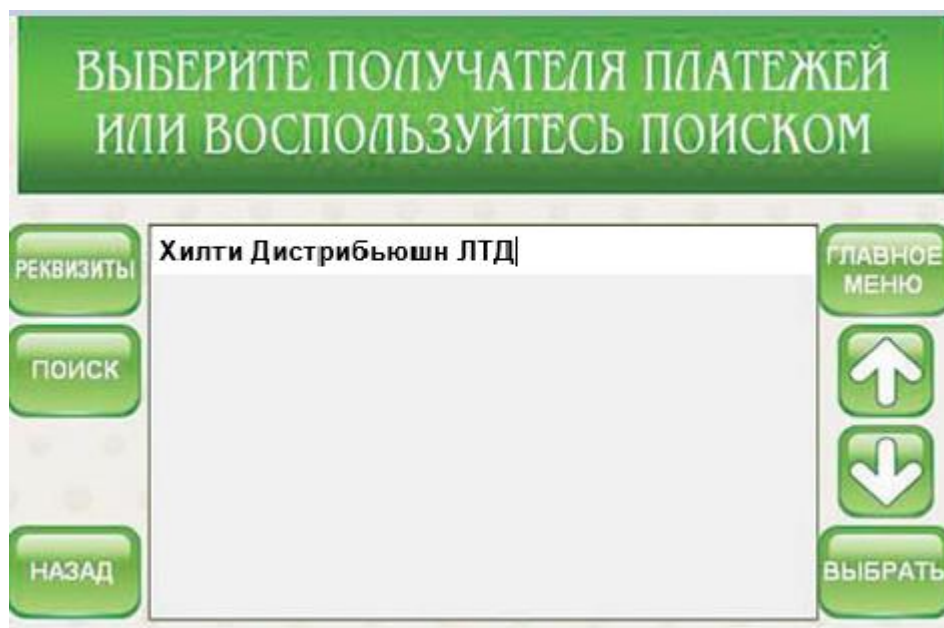 ВЫБЕРИТЕ ПОЛУЧАТЕЛЯ ПЛАТЕЖЕЙ
ИЛИ ВОСПОЛЬЗУЙТЕСЬ ПОИСКОМ
РЕКВИЗИТЫ
Хилти Дистрибьюшн ЛТД
ГЛАВНОЕ
МЕНЮ
ПОИСК
НАЗАД
ВЫБРАТЬ